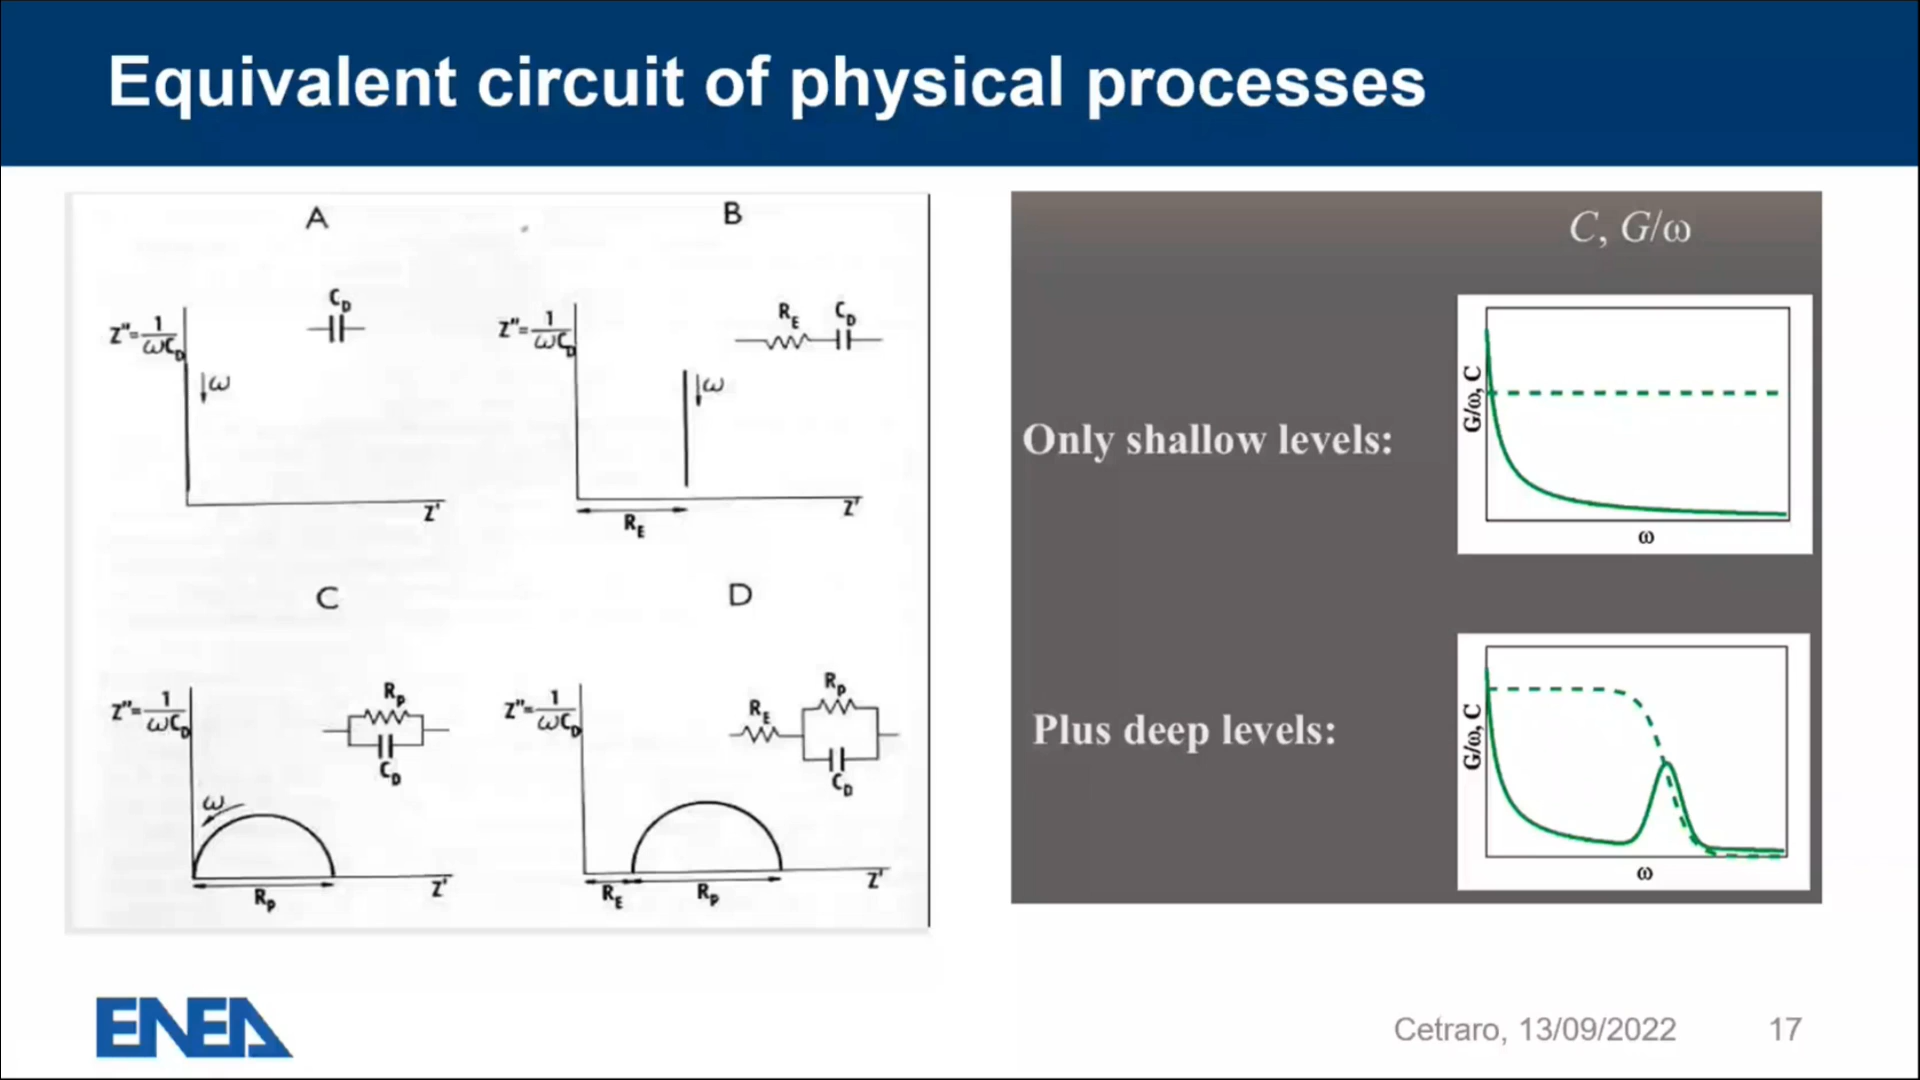 Equivalent circuit of physical processes
A
Z"= 1/ωC_D
C_D
↓ω
Z'
B
Z"= 1/ωC_D
R_E C_D
↓ω
Z'
R_E
C
Z"= 1/ωC_D
R_P
C_D
ω
Z'
R_P
D
Z"= 1/ωC_D
R_E
R_P
C_D
Z'
R_E R_P
C, G/ω
Only shallow levels:
G/ω, C
ω
Plus deep levels:
G/ω, C
ω
ENEA
Cetraro, 13/09/2022 17